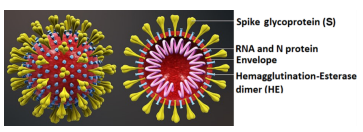 Spike glycoprotein (S)
RNA and N protein
Envelope
Hemagglutination-Esterase
dimer (HE)